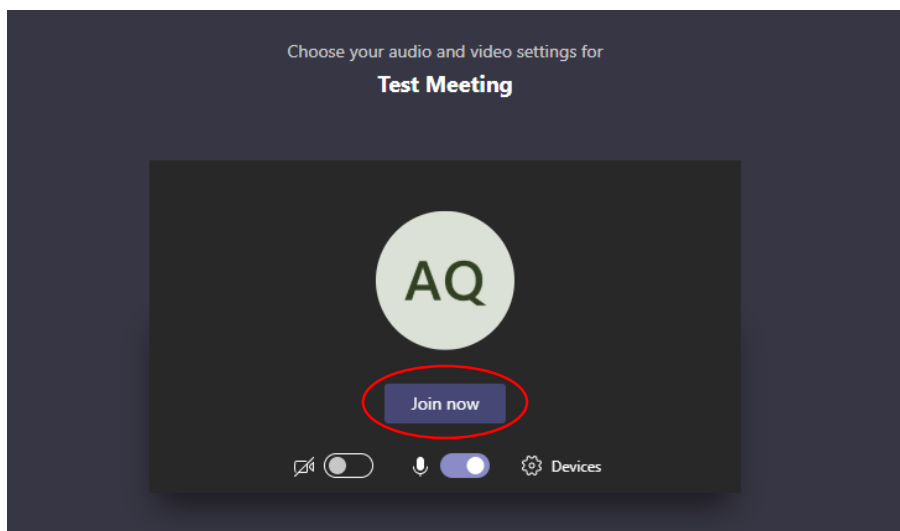 Choose your audio and video settings for
Test Meeting
AQ
Join now
Devices